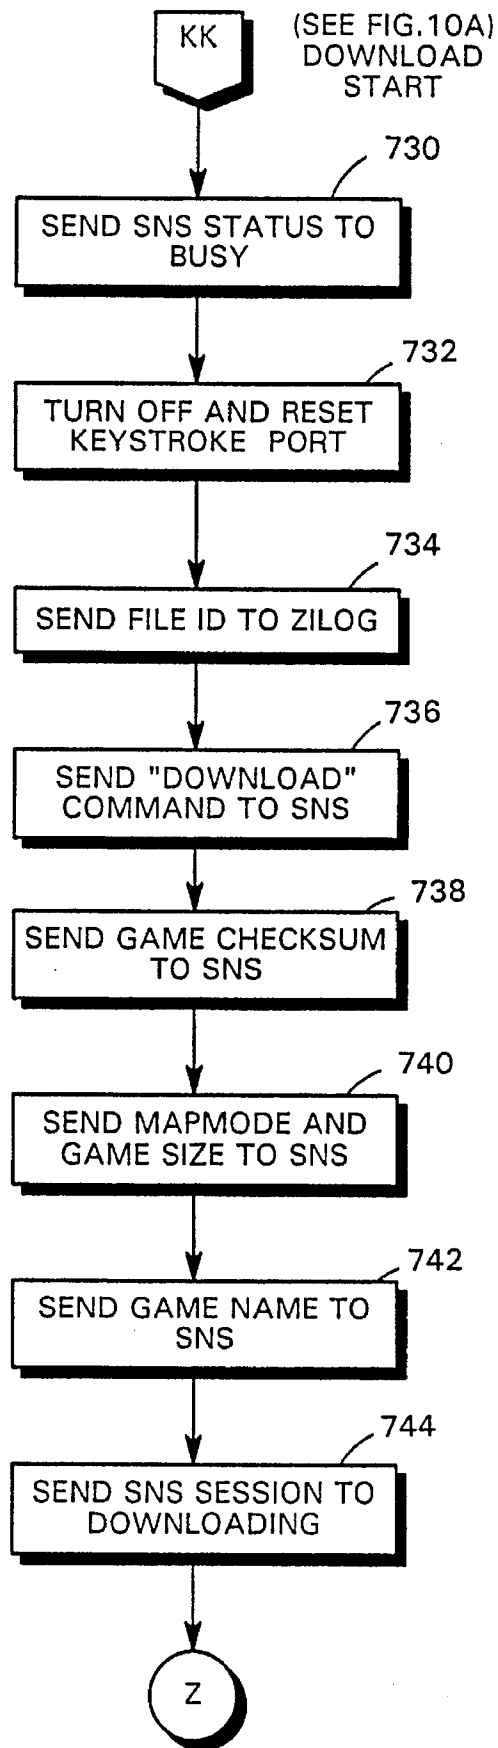 KK
(SEE FIG.10A)
DOWNLOAD
START
730
SEND SNS STATUS TO
BUSY
732
TURN OFF AND RESET
KEYSTROKE PORT
734
SEND FILE ID TO ZILOG
736
SEND "DOWNLOAD"
COMMAND TO SNS
738
SEND GAME CHECKSUM
TO SNS
740
SEND MAPMODE AND
GAME SIZE TO SNS
742
SEND GAME NAME TO
SNS
744
SEND SNS SESSION TO
DOWNLOADING
Z